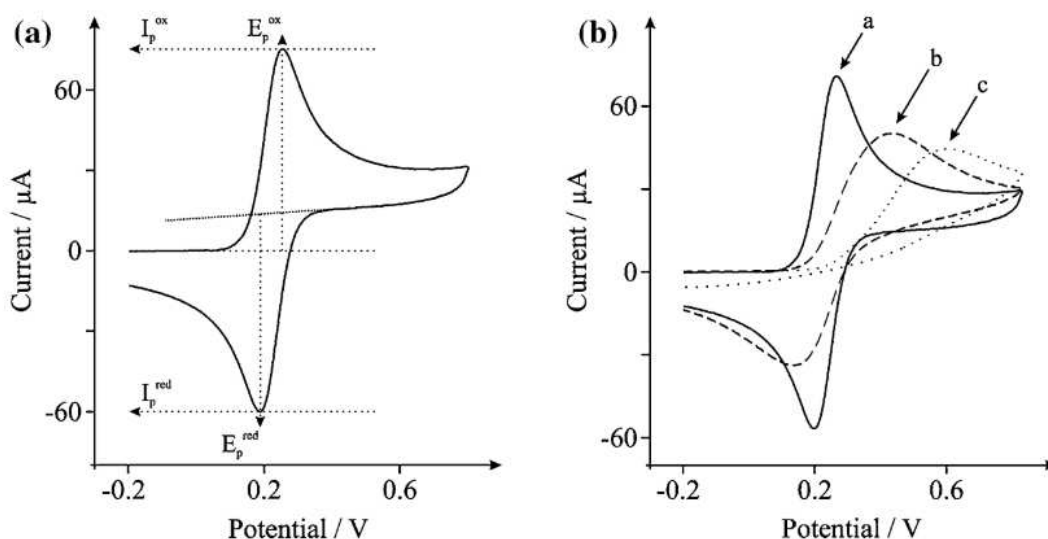 (a)
I_p^ox
E_p^ox
60
0
-60
Current / µA
I_p^red
E_p^red
-0.2
0.2
0.6
Potential / V
(b)
a
b
c
60
0
-60
Current / µA
-0.2
0.2
0.6
Potential / V